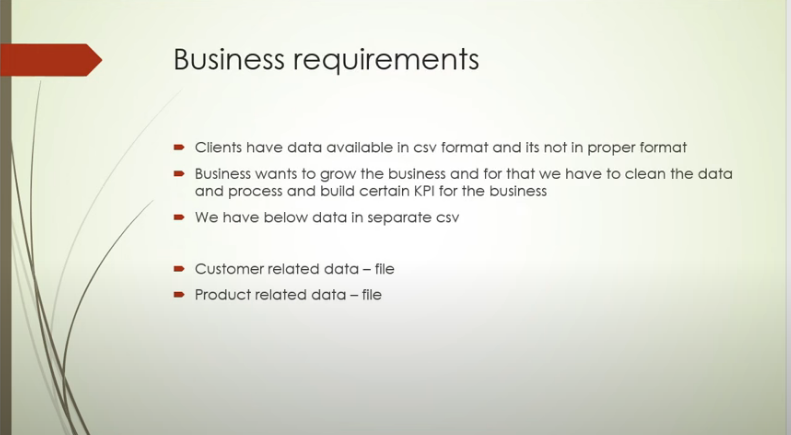 Business requirements
Clients have data available in csv format and its not in proper format
Business wants to grow the business and for that we have to clean the data
and process and build certain KPI for the business
We have below data in separate csv
Customer related data – file
Product related data – file